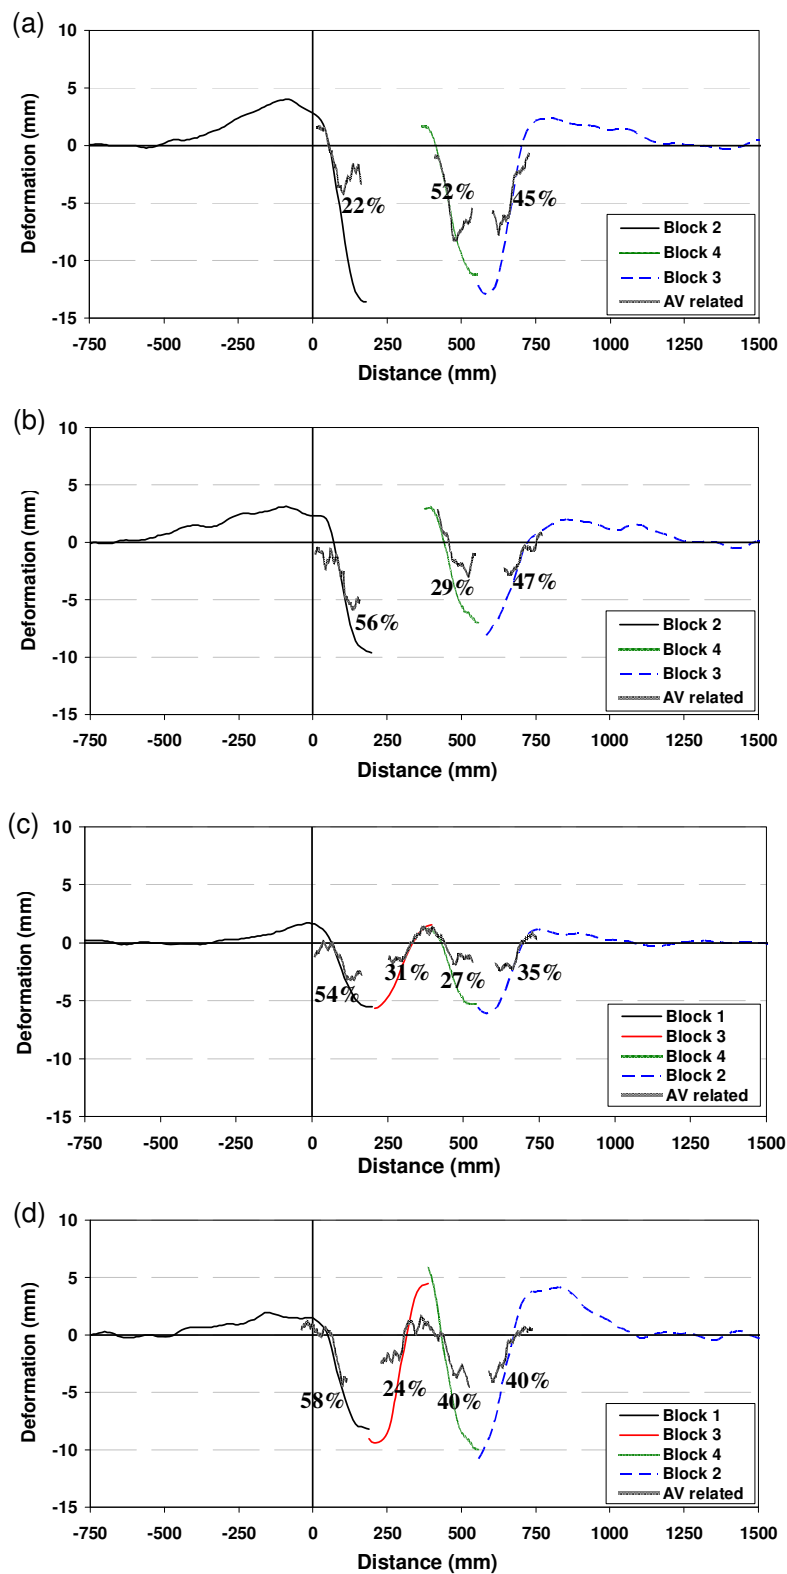 (a)
10
5
0
-5
-10
-15
Deformation (mm)
22%
52%
45%
Block 2
Block 4
Block 3
AV related
-750 -500 -250 0 250 500 750 1000 1250 1500
Distance (mm)
(b)
10
5
0
-5
-10
-15
Deformation (mm)
56%
29%
47%
Block 2
Block 4
Block 3
AV related
-750 -500 -250 0 250 500 750 1000 1250 1500
Distance (mm)
(c)
10
5
0
-5
-10
-15
Deformation (mm)
54%
31%
27%
35%
Block 1
Block 3
Block 4
Block 2
AV related
-750 -500 -250 0 250 500 750 1000 1250 1500
Distance (mm)
(d)
10
5
0
-5
-10
-15
Deformation (mm)
58%
24%
40%
40%
Block 1
Block 3
Block 4
Block 2
AV related
-750 -500 -250 0 250 500 750 1000 1250 1500
Distance (mm)